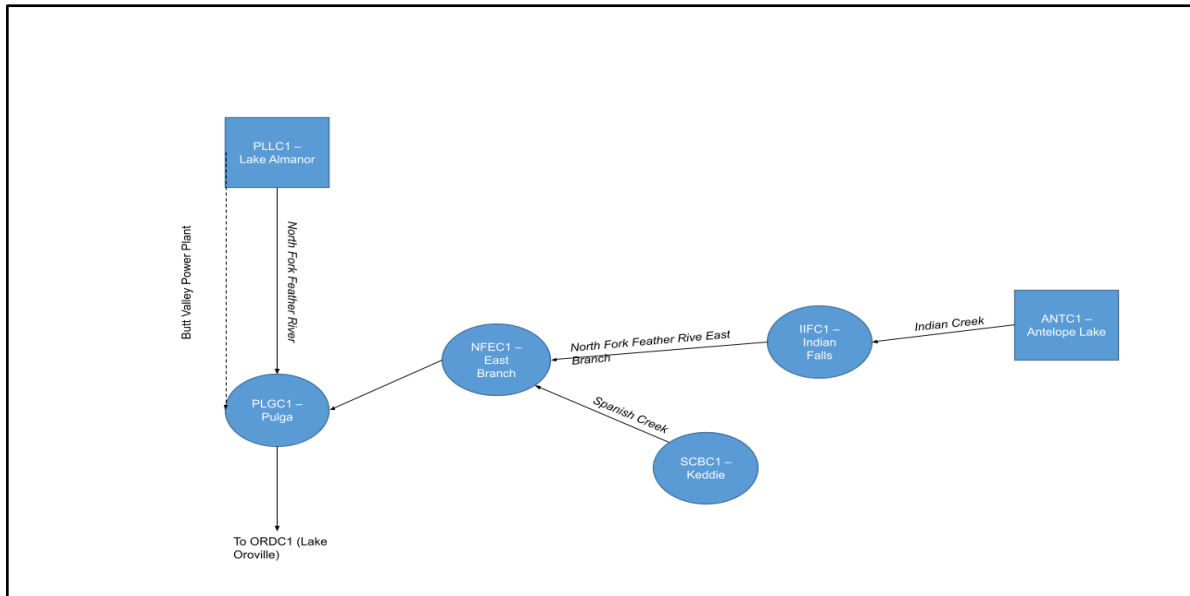 PLLC1 –
Lake Almanor
Butt Valley Power Plant
North Fork Feather River
PLGC1 –
Pulga
To ORDC1 (Lake
Oroville)
NFEC1 –
East
Branch
North Fork Feather Rive East
Branch
Spanish Creek
SCBC1 –
Keddie
IIFC1 –
Indian
Falls
Indian Creek
ANTC1 –
Antelope Lake